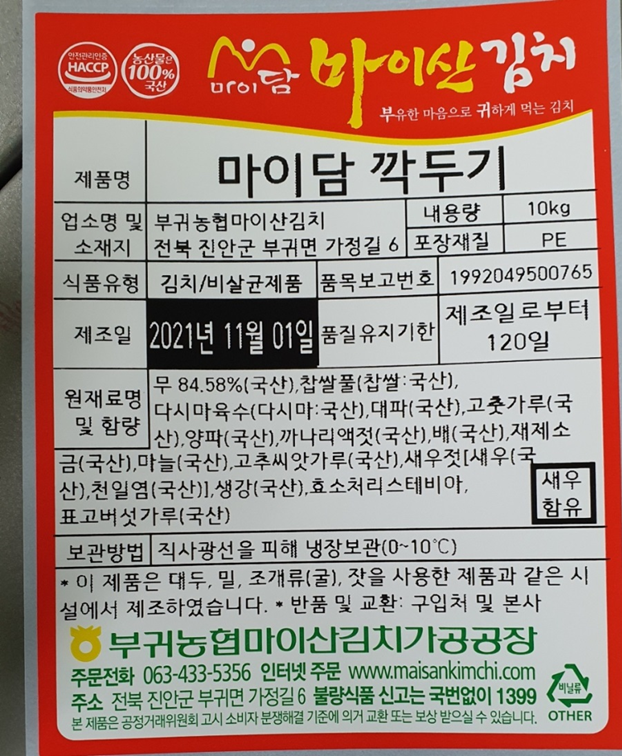 안전관리인증
HACCP
식품의약품안전처
농산물은
100%
국산
마이담
마이산김치
부유한 마음으로 귀하게 먹는 김치
제품명 마이담 깍두기
업소명 및 소재지 부귀농협마이산김치
전북 진안군 부귀면 가정길 6
내용량 10kg
포장재질 PE
식품유형 김치/비살균제품 품목보고번호 1992049500765
제조일 2021년 11월 01일 품질유지기한 제조일로부터
120일
원재료명
및 함량
무 84.58%(국산),찹쌀풀(찹쌀:국산),
다시마육수(다시마:국산),대파(국산),고춧가루(국
산),양파(국산),까나리액젓(국산),배(국산),재제소
금(국산),마늘(국산),고추씨앗가루(국산),새우젓[새우(국
산),천일염(국산)],생강(국산),효소처리스테비아,
표고버섯가루(국산)
새우
함유
보관방법 직사광선을 피해 냉장보관(0~10℃)
* 이 제품은 대두, 밀, 조개류(굴), 잣을 사용한 제품과 같은 시
설에서 제조하였습니다. * 반품 및 교환: 구입처 및 본사
부귀농협마이산김치가공공장
주문전화 063-433-5356 인터넷 주문 www.maisankimchi.com
주소 전북 진안군 부귀면 가정길 6 불량식품 신고는 국번없이 1399
본 제품은 공정거래위원회 고시 소비자 분쟁해결 기준에 의거 교환 또는 보상 받으실 수 있습니다.
비닐류
OTHER